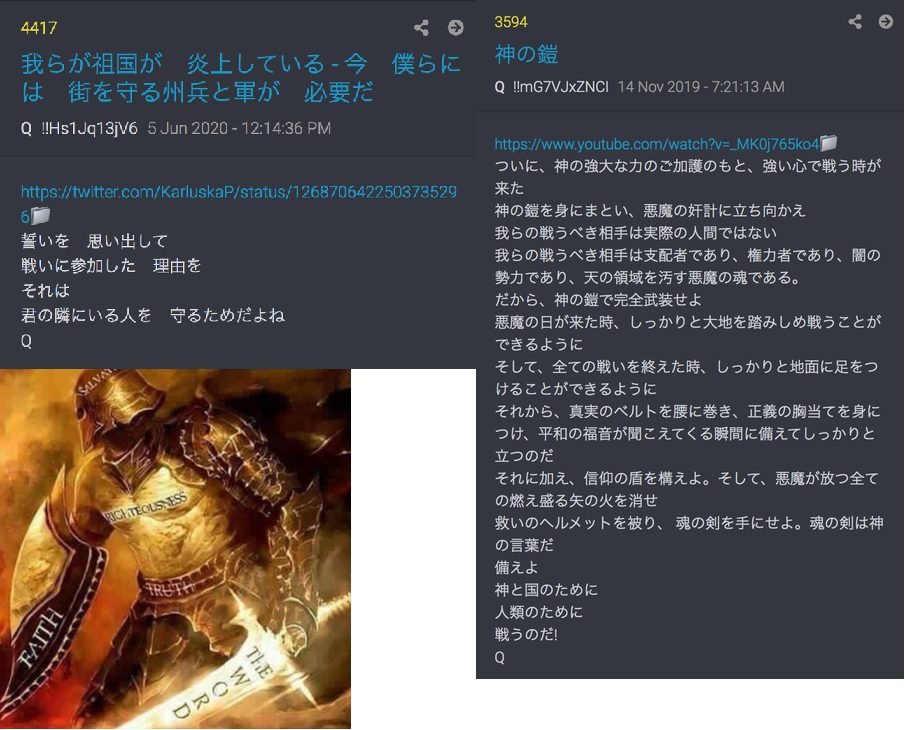 4417
我らが祖国が　炎上している - 今　僕らに
は　街を守る州兵と軍が　必要だ
Q !!Hs1Jq13jV6 5 Jun 2020 - 12:14:36 PM
https://twitter.com/KarluskaP/status/126870642250373529
6
誓いを　思い出して
戦いに参加した　理由を
それは
君の隣にいる人を　守るためだよね
Q
SALVAT
RIGHTEOUSNESS
TRUTH
FAITH
THE
WORD
3594
神の鎧
Q !!mG7VJxZNCI 14 Nov 2019 - 7:21:13 AM
https://www.youtube.com/watch?v=_MK0j765ko4
ついに、神の強大な力のご加護のもと、強い心で戦う時が
来た
神の鎧を身にまとい、悪魔の奸計に立ち向かえ
我らの戦うべき相手は実際の人間ではない
我らの戦うべき相手は支配者であり、権力者であり、闇の
勢力であり、天の領域を汚す悪魔の魂である。
だから、神の鎧で完全武装せよ
悪魔の日が来た時、しっかりと大地を踏みしめ戦うことが
できるように
そして、全ての戦いを終えた時、しっかりと地面に足をつ
けることができるように
それから、真実のベルトを腰に巻き、正義の胸当てを身に
つけ、平和の福音が聞こえてくる瞬間に備えてしっかりと
立つのだ
それに加え、信仰の盾を構えよ。そして、悪魔が放つ全て
の燃え盛る矢の火を消せ
救いのヘルメットを被り、 魂の剣を手にせよ。魂の剣は神
の言葉だ
備えよ
神と国のために
人類のために
戦うのだ!
Q